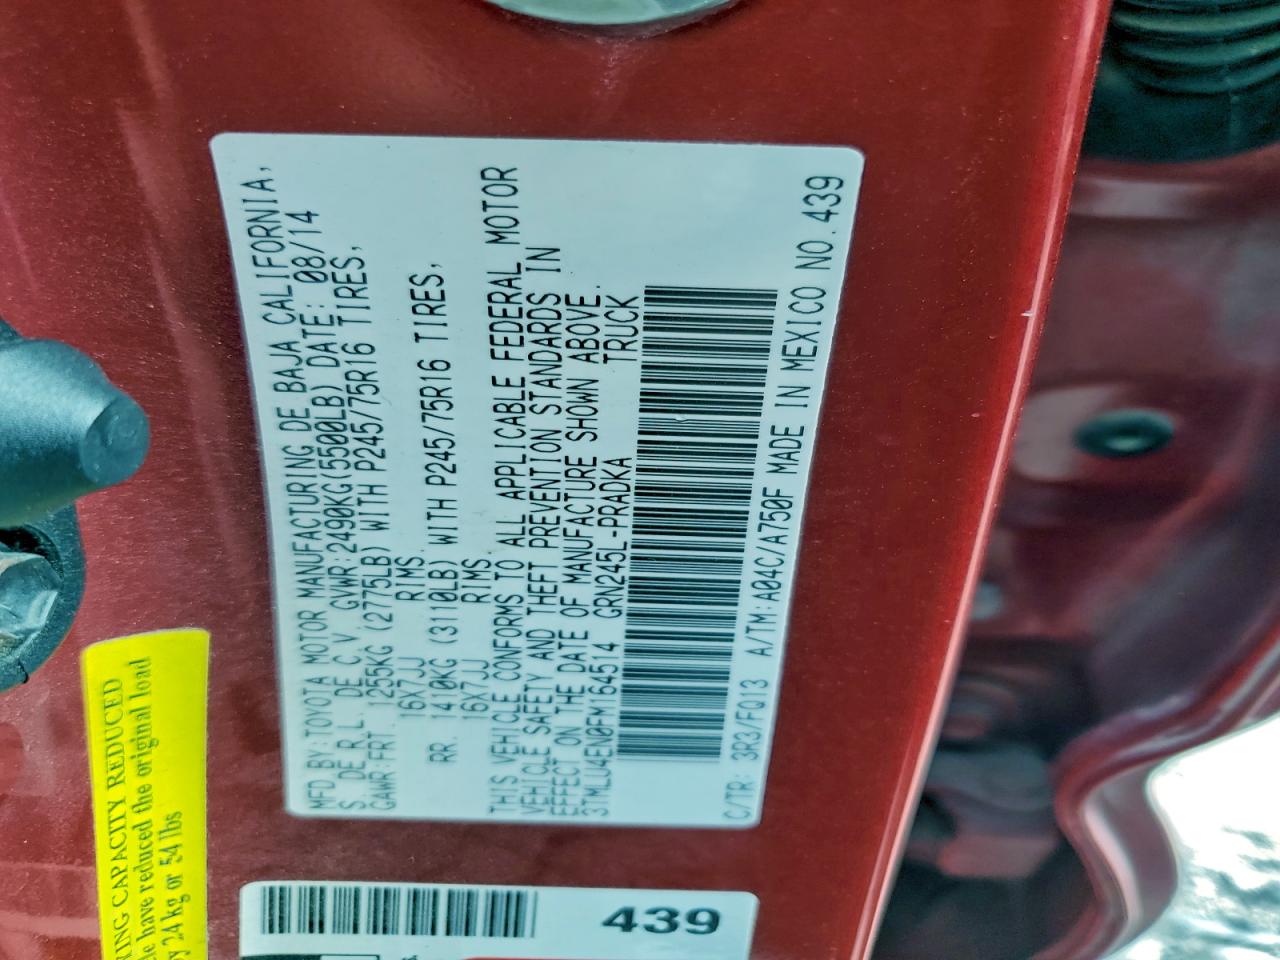 MFD.BY:TOYOTA MOTOR MANUFACTURING DE BAJA CALIFORNIA,
S. DE R.L. DE C.V. GVWR:2490KG(5500LB) DATE: 08/14
GAWR:FRT. 1255KG (2775LB) WITH P245/75R16 TIRES,
16X7JJ RIMS.
RR. 1410KG (3110LB) WITH P245/75R16 TIRES,
16X7JJ RIMS
THIS VEHICLE CONFORMS TO ALL APPLICABLE FEDERAL MOTOR
VEHICLE SAFETY AND THEFT PREVENTION STANDARDS IN
EFFECT ON THE DATE OF MANUFACTURE SHOWN ABOVE.
3TMLU4EN0FM164514 GRN245L-PRADKA TRUCK
C/TR: 3R3/FQ13 A/TM:A04C/A750F MADE IN MEXICO NO.439
RING CAPACITY REDUCED
have reduced the original load
by 24 kg or 54 lbs
439